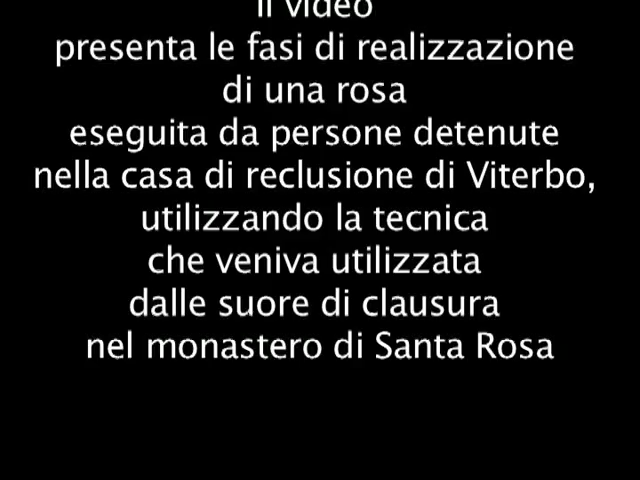 Il video
presenta le fasi di realizzazione
di una rosa
eseguita da persone detenute
nella casa di reclusione di Viterbo,
utilizzando la tecnica
che veniva utilizzata
dalle suore di clausura
nel monastero di Santa Rosa